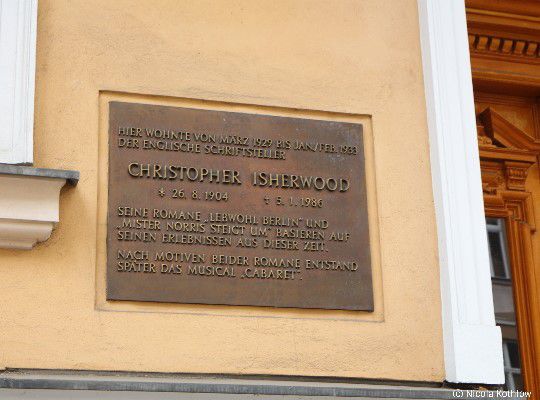 HIER WOHNTE VON MÄRZ 1929 BIS JAN./FEB. 1933
DER ENGLISCHE SCHRIFTSTELLER
CHRISTOPHER ISHERWOOD
* 26.8.1904 † 5.1.1986
SEINE ROMANE „LEBWOHL, BERLIN" UND
„MISTER NORRIS STEIGT UM" BASIEREN AUF
SEINEN ERLEBNISSEN AUS DIESER ZEIT.
NACH MOTIVEN BEIDER ROMANE ENTSTAND
SPÄTER DAS MUSICAL „CABARET".
(c) Nicola Kothlow